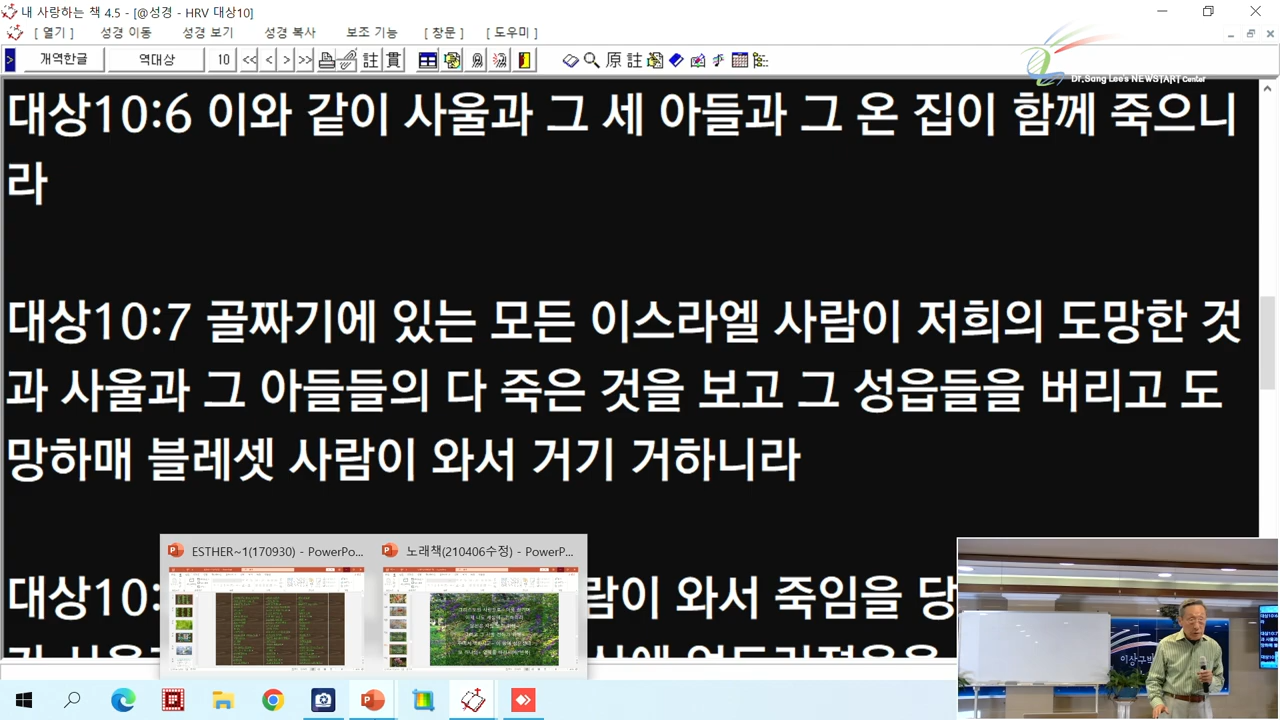 내 사랑하는 책 4.5 - [@성경 - HRV 대상10]
[ 열기 ] 성경 이동 성경 보기 성경 복사 보조 기능 [ 창문 ] [ 도우미 ]
개역한글 역대상 10 << < > >> 註 貫 原 註
Dr.Sang Lee's NEWSTART Center
대상10:6 이와 같이 사울과 그 세 아들과 그 온 집이 함께 죽으니
라
대상10:7 골짜기에 있는 모든 이스라엘 사람이 저희의 도망한 것
과 사울과 그 아들들의 다 죽은 것을 보고 그 성읍들을 버리고 도
망하매 블레셋 사람이 와서 거기 거하니라
ESTHER~1(170930) - PowerPo... 노래책(210406수정) - PowerP...
대상10: 람이 와서 죽임을 당
이상구